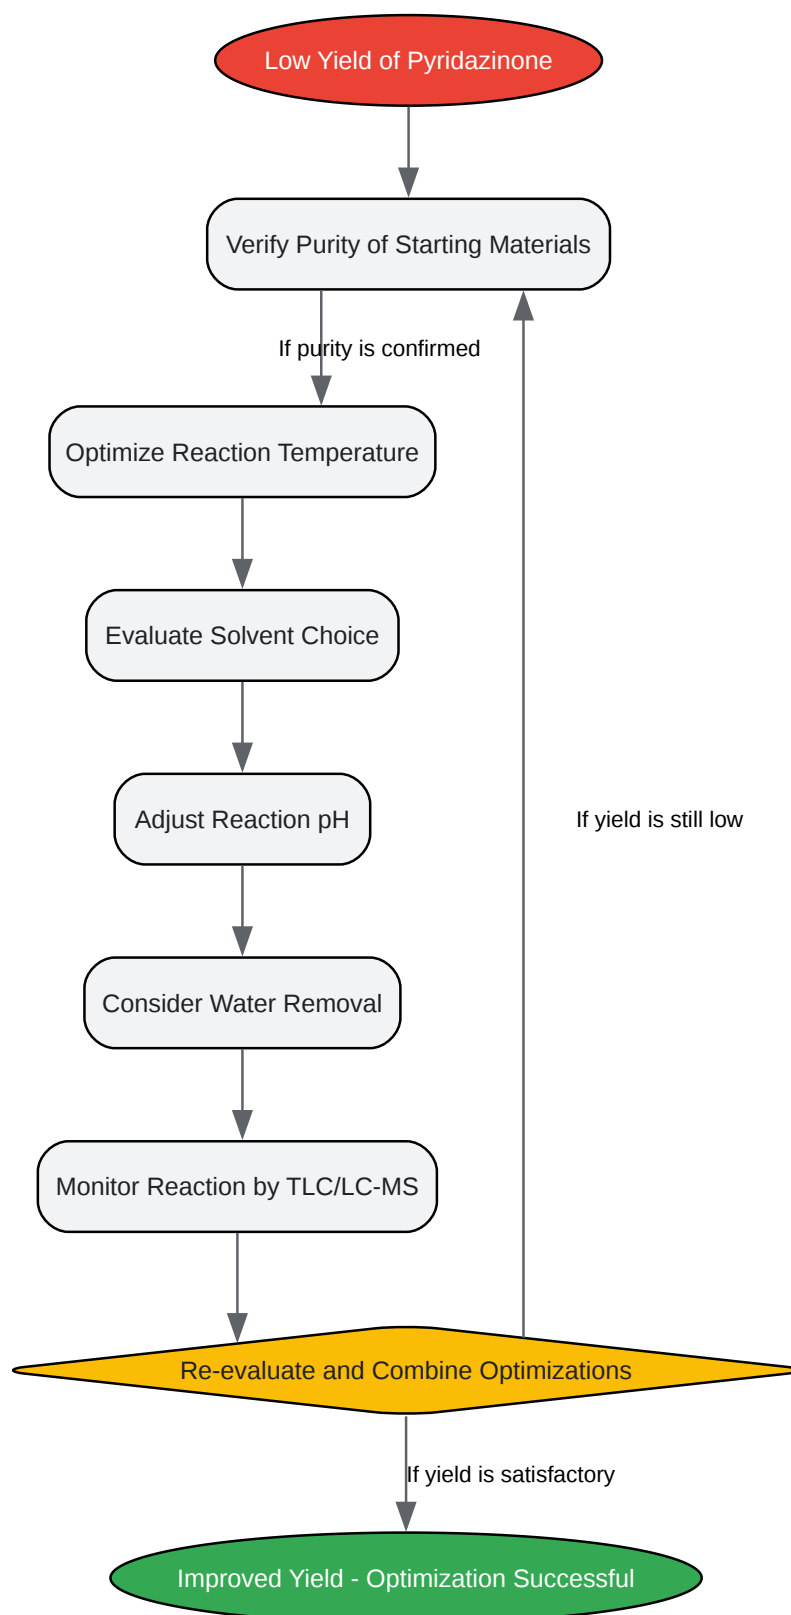 Low Yield of Pyridazinone
Verify Purity of Starting Materials
If purity is confirmed
Optimize Reaction Temperature
Evaluate Solvent Choice
Adjust Reaction pH
If yield is still low
Consider Water Removal
Monitor Reaction by TLC/LC-MS
Re-evaluate and Combine Optimizations
If yield is satisfactory
Improved Yield - Optimization Successful